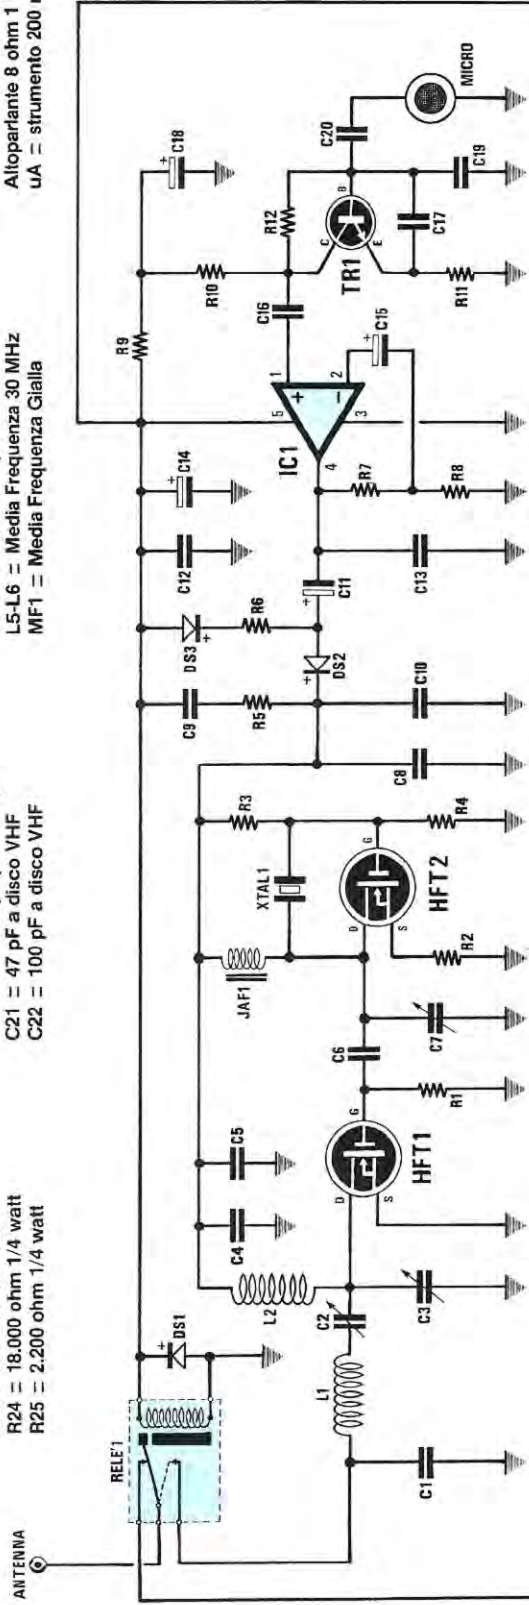 R24 = 18.000 ohm 1/4 watt
R25 = 2.200 ohm 1/4 watt
C21 = 47 pF a disco VHF
C22 = 100 pF a disco VHF
L5-L6 = Media Frequenza 30 MHz
MF1 = Media Frequenza Gialla
Altoparlante 8 ohm 1
uA = strumento 200
ANTENNA
RELE'1
DS1
C1
L1
L2
C2
C3
C4
C5
D
G
S
HFT1
R1
C6
C7
JAF1
XTAL1
R3
D
G
S
HFT2
R2
R4
C8
C9
R5
C10
DS3
R6
DS2
C11
C12
C14
C13
IC1
5
1
2
3
4
R7
R8
C15
C16
R9
R10
R12
C18
C
B
E
TR1
C17
R11
C19
C20
MICRO